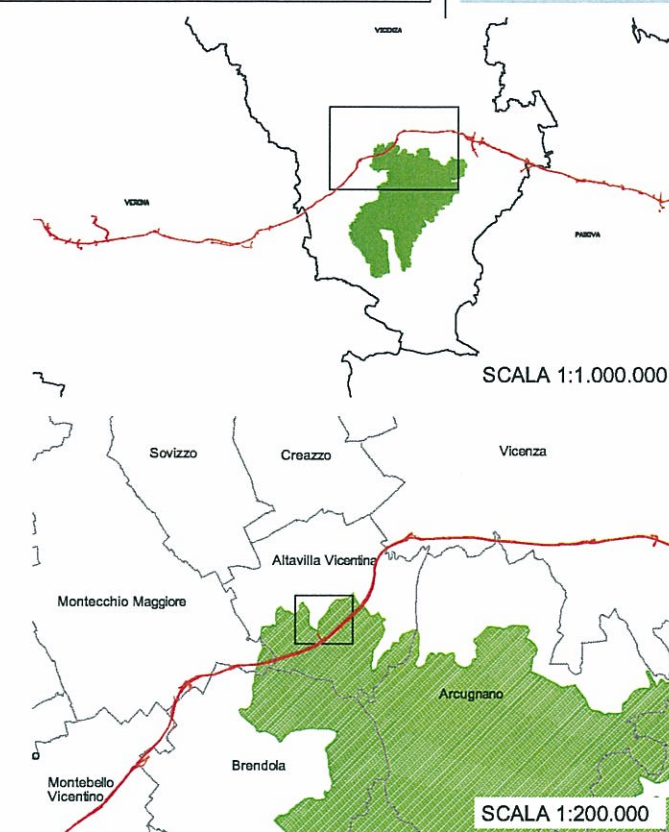 VICENZA
VERONA
PADOVA
SCALA 1:1.000.000
Sovizzo
Creazzo
Vicenza
Altavilla Vicentina
Montecchio Maggiore
Arcugnano
Brendola
Montebello
Vicentino
SCALA 1:200.000